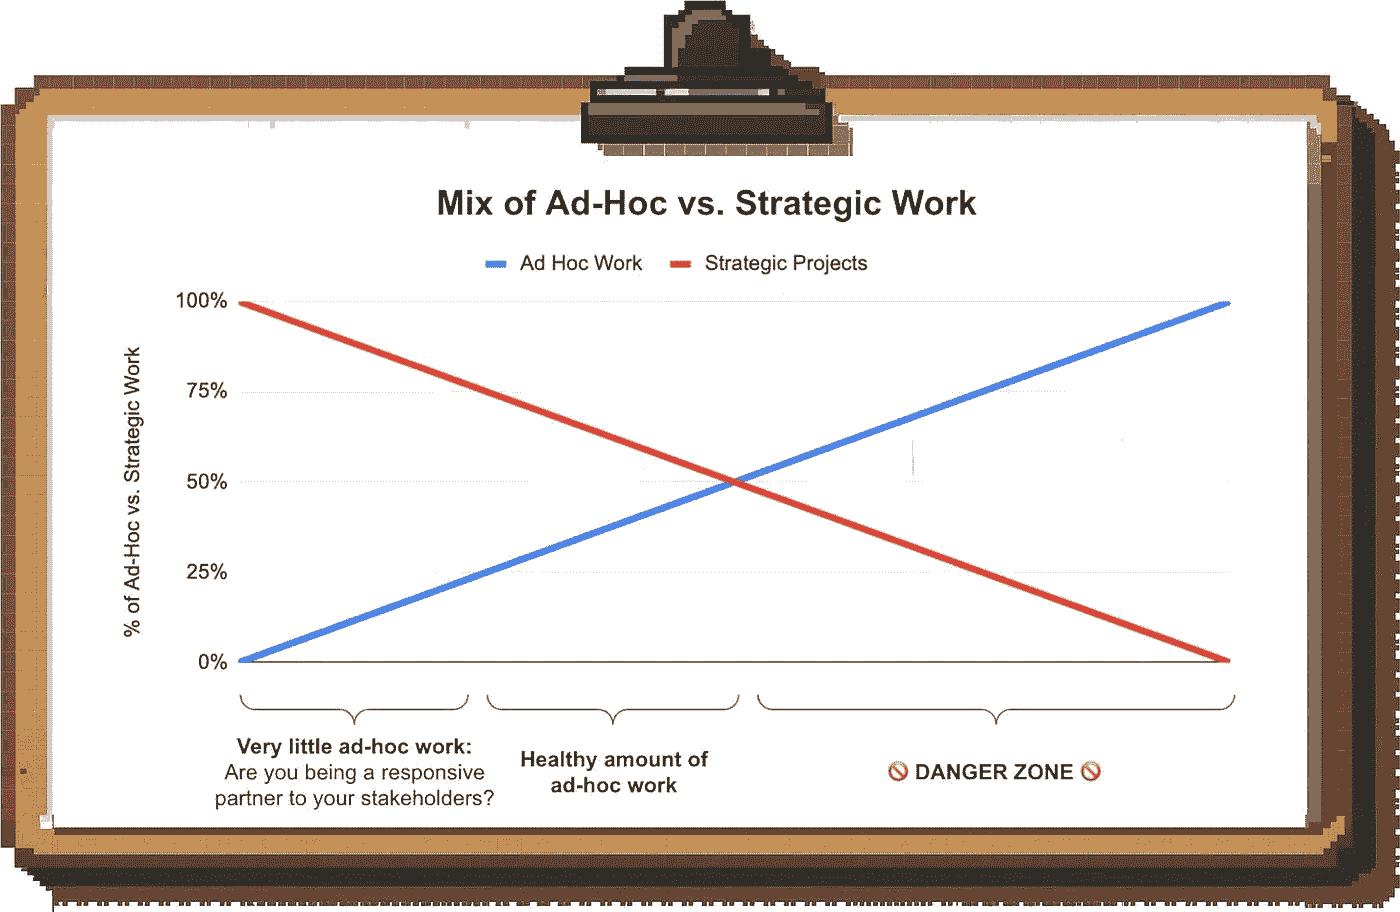 Mix of Ad-Hoc vs. Strategic Work
Ad Hoc Work
Strategic Projects
% of Ad-Hoc vs. Strategic Work
100%
75%
50%
25%
0%
Very little ad-hoc work:
Are you being a responsive
partner to your stakeholders?
Healthy amount of
ad-hoc work
🚫 DANGER ZONE 🚫